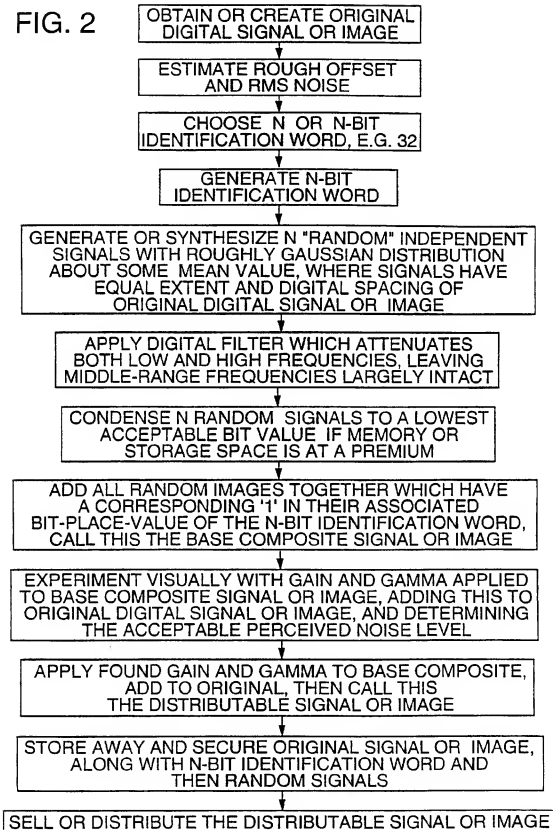 FIG. 2
OBTAIN OR CREATE ORIGINAL
DIGITAL SIGNAL OR IMAGE
ESTIMATE ROUGH OFFSET
AND RMS NOISE
CHOOSE N OR N-BIT
IDENTIFICATION WORD, E.G. 32
GENERATE N-BIT
IDENTIFICATION WORD
GENERATE OR SYNTHESIZE N "RANDOM" INDEPENDENT
SIGNALS WITH ROUGHLY GAUSSIAN DISTRIBUTION
ABOUT SOME MEAN VALUE, WHERE SIGNALS HAVE
EQUAL EXTENT AND DIGITAL SPACING OF
ORIGINAL DIGITAL SIGNAL OR IMAGE
APPLY DIGITAL FILTER WHICH ATTENUATES
BOTH LOW AND HIGH FREQUENCIES, LEAVING
MIDDLE-RANGE FREQUENCIES LARGELY INTACT
CONDENSE N RANDOM SIGNALS TO A LOWEST
ACCEPTABLE BIT VALUE IF MEMORY OR
STORAGE SPACE IS AT A PREMIUM
ADD ALL RANDOM IMAGES TOGETHER WHICH HAVE
A CORRESPONDING '1' IN THEIR ASSOCIATED
BIT-PLACE-VALUE OF THE N-BIT IDENTIFICATION WORD,
CALL THIS THE BASE COMPOSITE SIGNAL OR IMAGE
EXPERIMENT VISUALLY WITH GAIN AND GAMMA APPLIED
TO BASE COMPOSITE SIGNAL OR IMAGE, ADDING THIS TO
ORIGINAL DIGITAL SIGNAL OR IMAGE, AND DETERMINING
THE ACCEPTABLE PERCEIVED NOISE LEVEL
APPLY FOUND GAIN AND GAMMA TO BASE COMPOSITE,
ADD TO ORIGINAL, THEN CALL THIS
THE DISTRIBUTABLE SIGNAL OR IMAGE
STORE AWAY AND SECURE ORIGINAL SIGNAL OR IMAGE,
ALONG WITH N-BIT IDENTIFICATION WORD AND
THEN RANDOM SIGNALS
SELL OR DISTRIBUTE THE DISTRIBUTABLE SIGNAL OR IMAGE